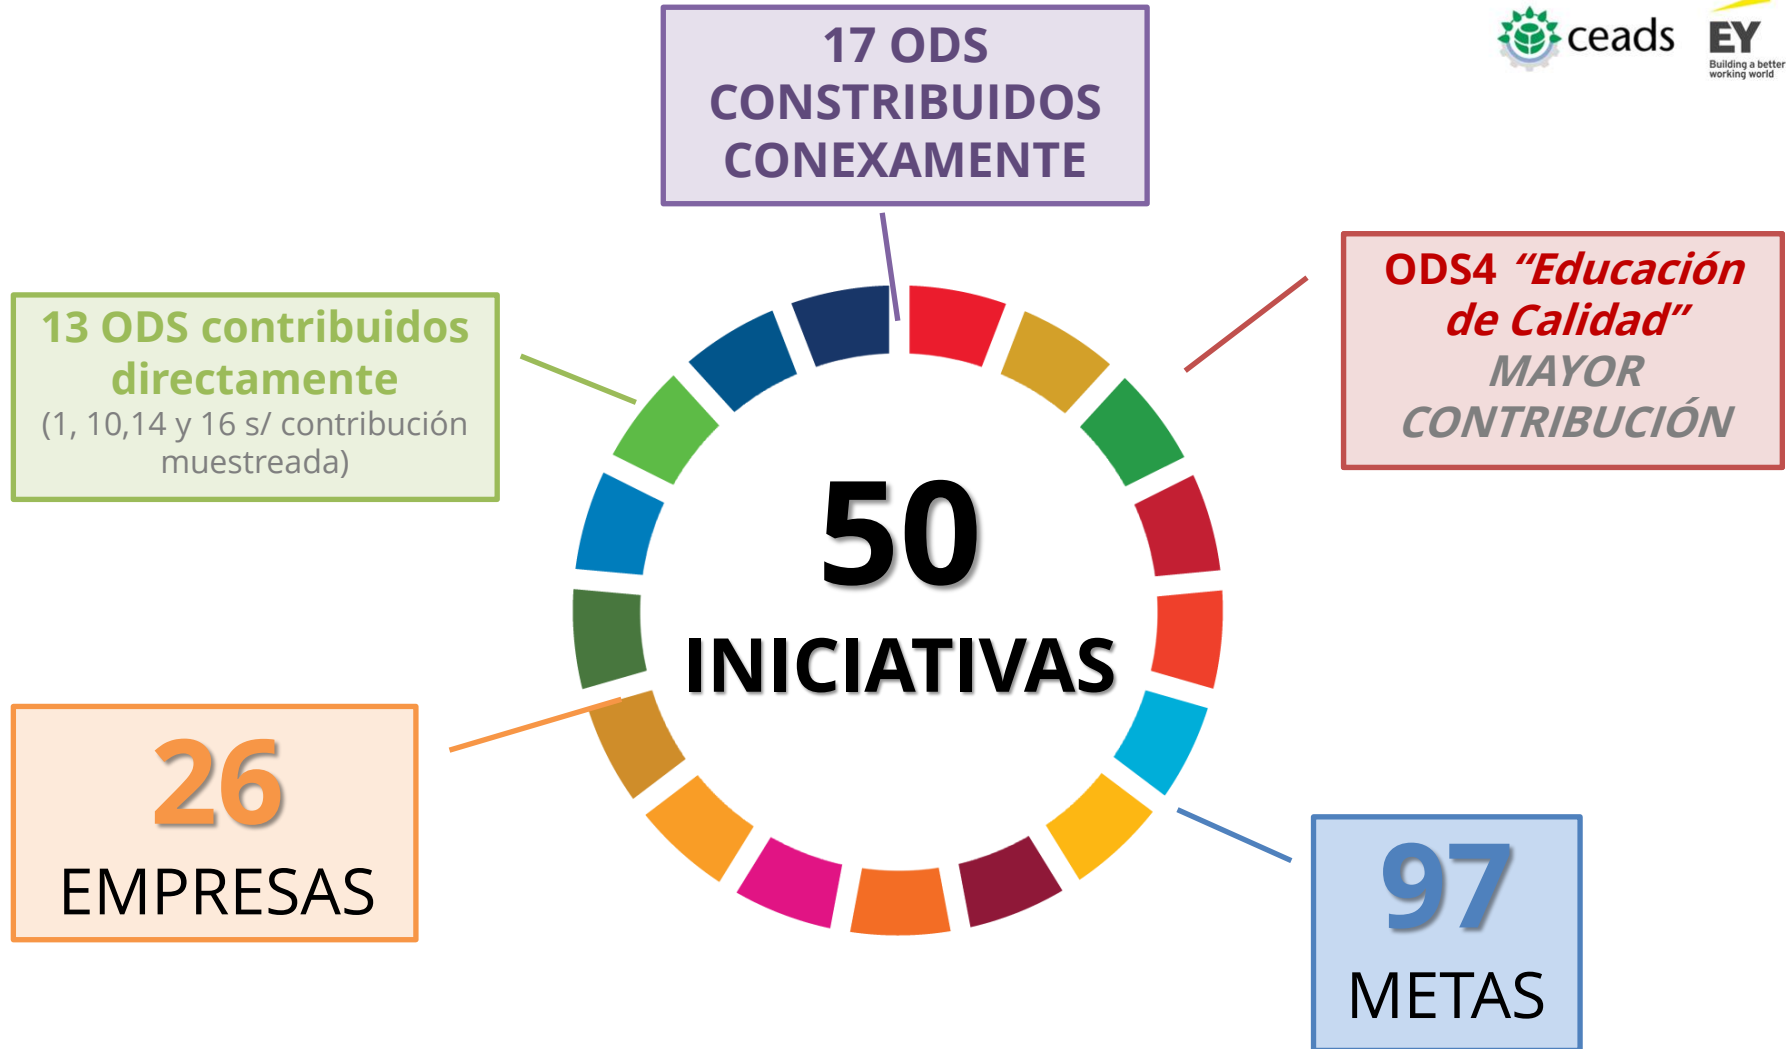 17 ODS
CONSTRIBUIDOS
CONEXAMENTE
ceads
EY
Building a better
working world
ODS4 “Educación
de Calidad”
MAYOR
CONTRIBUCIÓN
13 ODS contribuidos
directamente
(1, 10,14 y 16 s/ contribución
muestreada)
50
INICIATIVAS
26
EMPRESAS
97
METAS